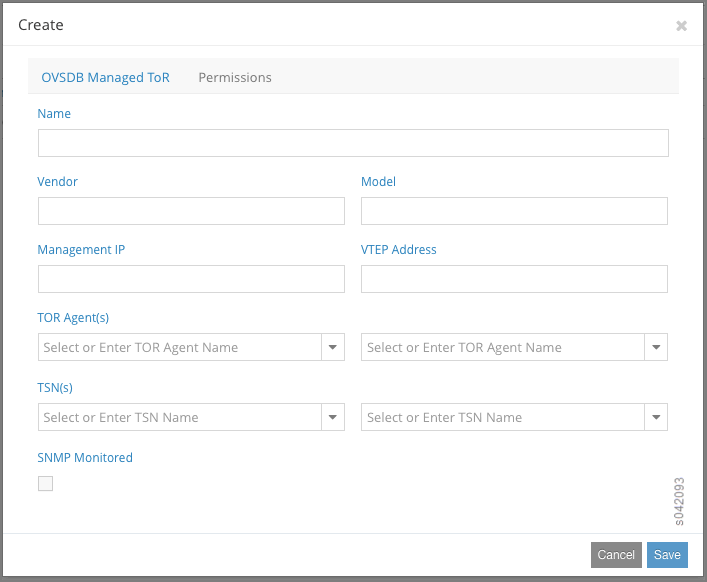 Create
OVSDB Managed ToR Permissions
Name
Vendor Model
Management IP VTEP Address
TOR Agent(s)
Select or Enter TOR Agent Name Select or Enter TOR Agent Name
TSN(s)
Select or Enter TSN Name Select or Enter TSN Name
SNMP Monitored
s042093
Cancel Save